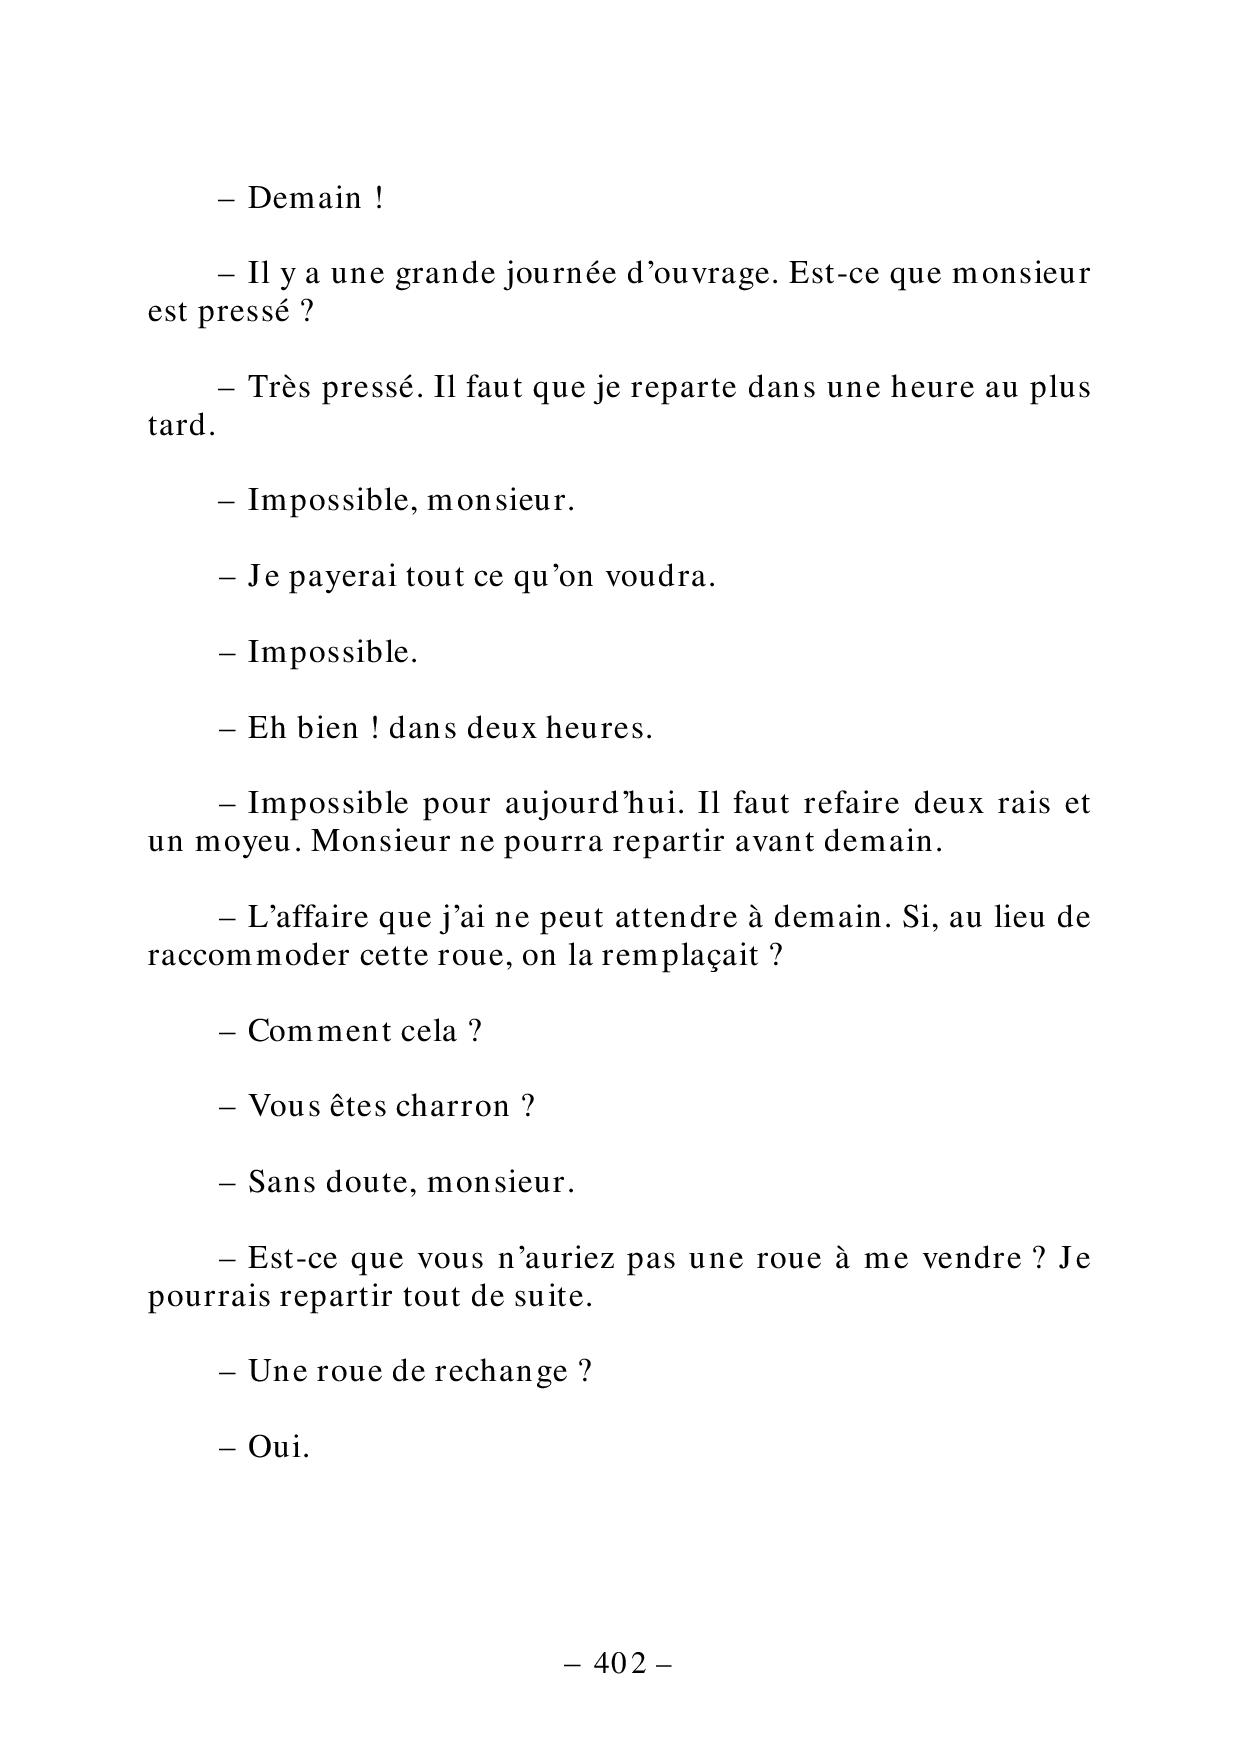 – Demain !
– Il y a une grande journée d’ouvrage. Est-ce que monsieur
est pressé ?
– Très pressé. Il faut que je reparte dans une heure au plus
tard.
– Impossible, monsieur.
– Je payerai tout ce qu’on voudra.
– Impossible.
– Eh bien ! dans deux heures.
– Impossible pour aujourd’hui. Il faut refaire deux rais et
un moyeu. Monsieur ne pourra repartir avant demain.
– L’affaire que j’ai ne peut attendre à demain. Si, au lieu de
raccommoder cette roue, on la remplaçait ?
– Comment cela ?
– Vous êtes charron ?
– Sans doute, monsieur.
– Est-ce que vous n’auriez pas une roue à me vendre ? Je
pourrais repartir tout de suite.
– Une roue de rechange ?
– Oui.
– 402 –